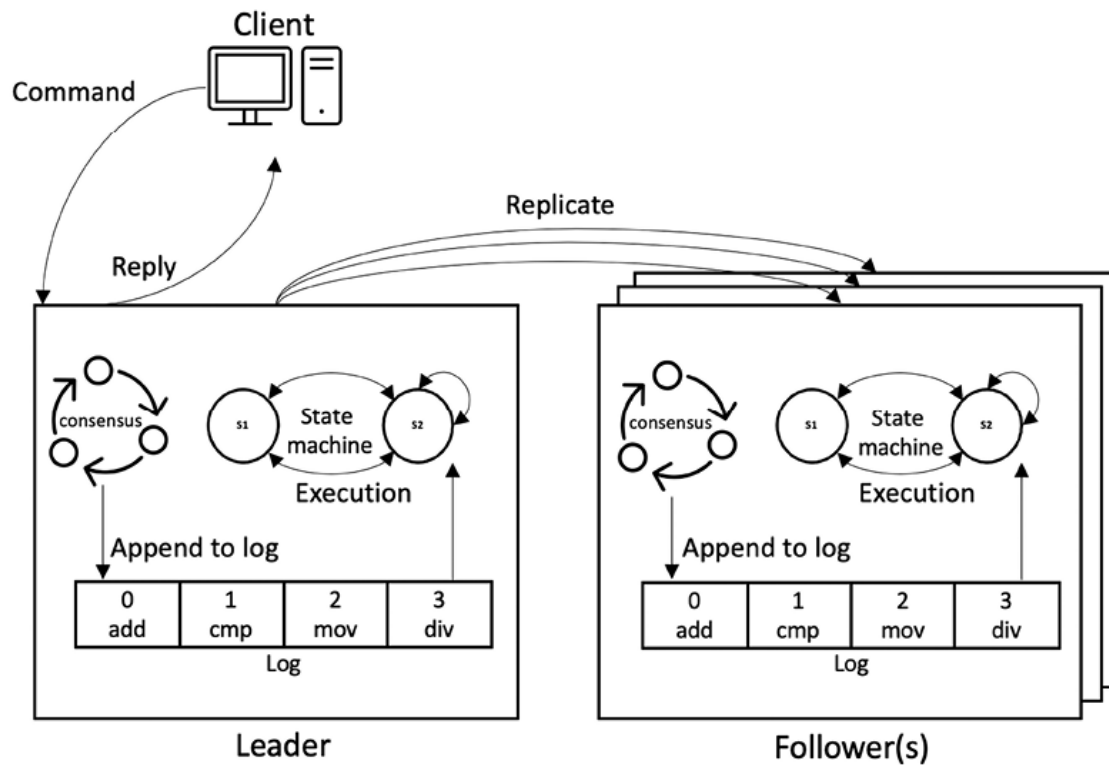 Client
Command
Replicate
Reply
consensus
S1
State
machine
S2
Execution
Append to log
0 1 2 3
add cmp mov div
Log
Leader
consensus
S1
State
machine
S2
Execution
Append to log
0 1 2 3
add cmp mov div
Log
Follower(s)